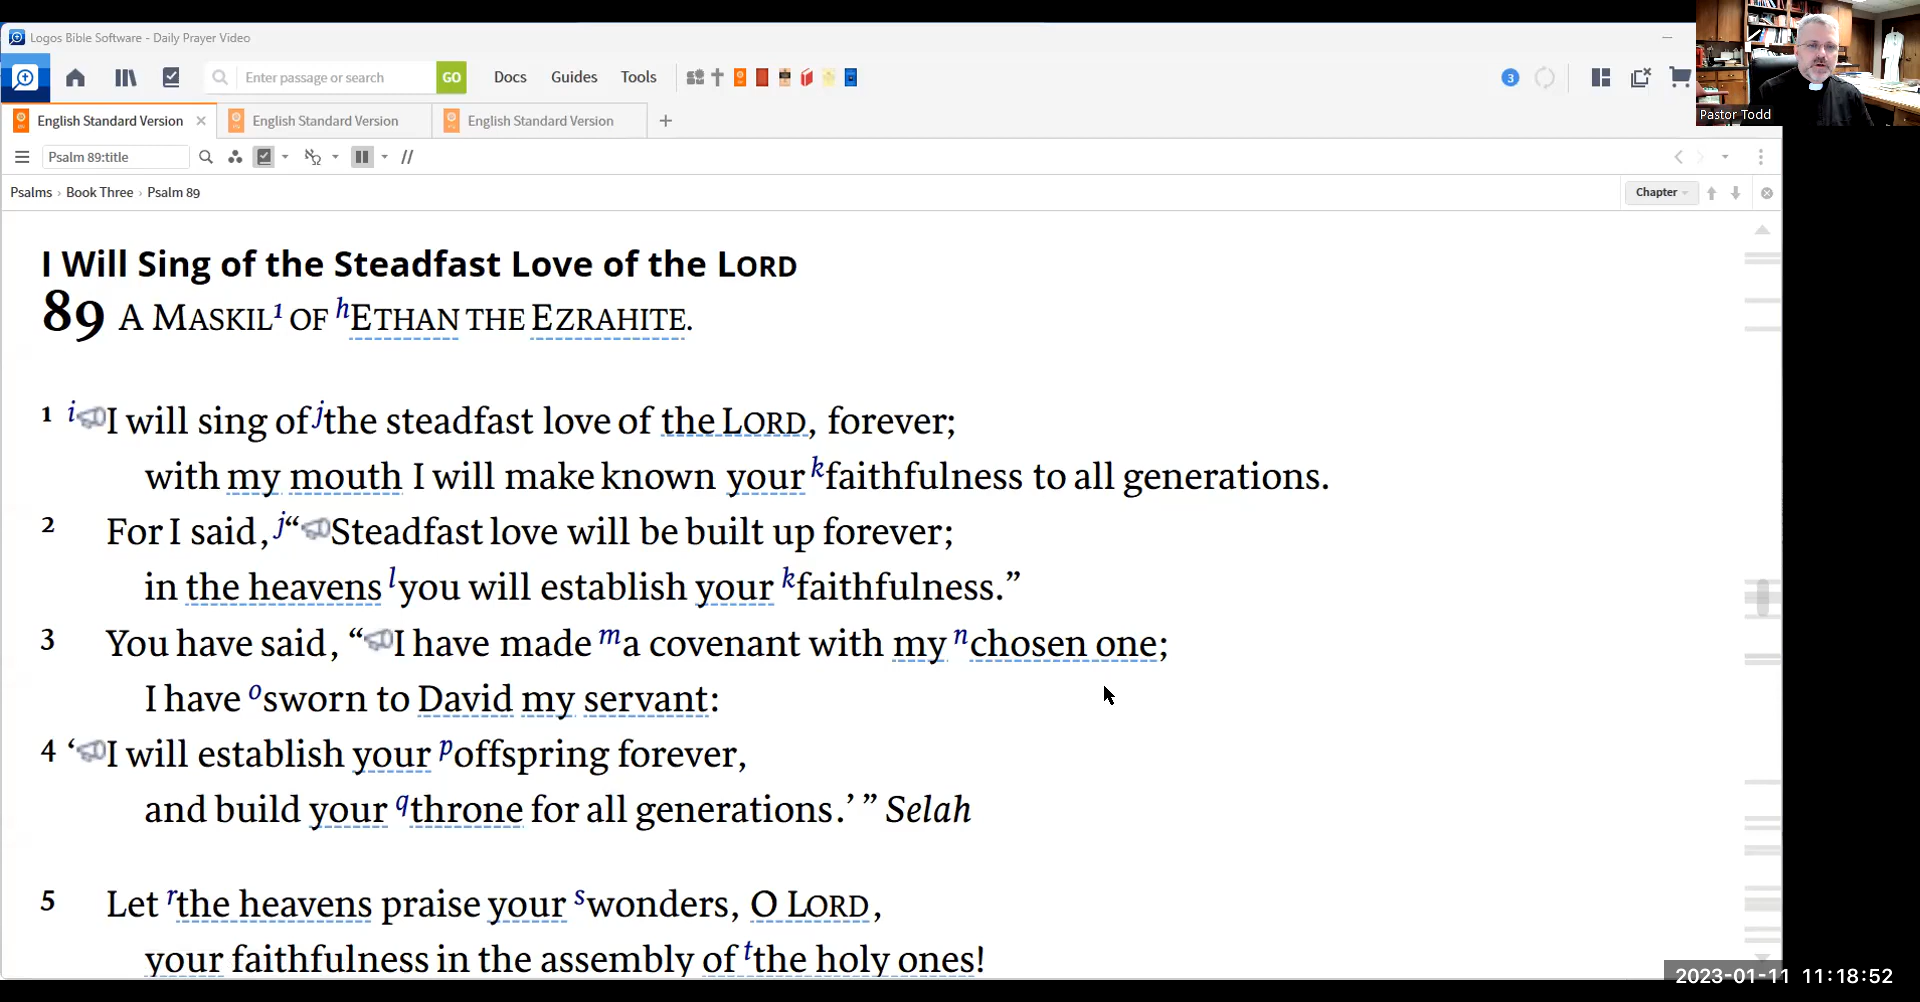 Logos Bible Software - Daily Prayer Video
Enter passage or search GO Docs Guides Tools 3
Pastor Todd
English Standard Version English Standard Version English Standard Version
Psalm 89:title
Psalms › Book Three › Psalm 89 Chapter
I Will Sing of the Steadfast Love of the LORD
89 A MASKIL¹ OF hETHAN THE EZRAHITE.
1 i I will sing of jthe steadfast love of the LORD, forever;
with my mouth I will make known your kfaithfulness to all generations.
2 For I said, j“Steadfast love will be built up forever;
in the heavens lyou will establish your kfaithfulness.”
3 You have said, “I have made ma covenant with my nchosen one;
I have osworn to David my servant:
4 ‘I will establish your poffspring forever,
and build your qthrone for all generations.’ ” Selah
5 Let rthe heavens praise your swonders, O LORD,
your faithfulness in the assembly of tthe holy ones!
2023-01-11 11:18:52